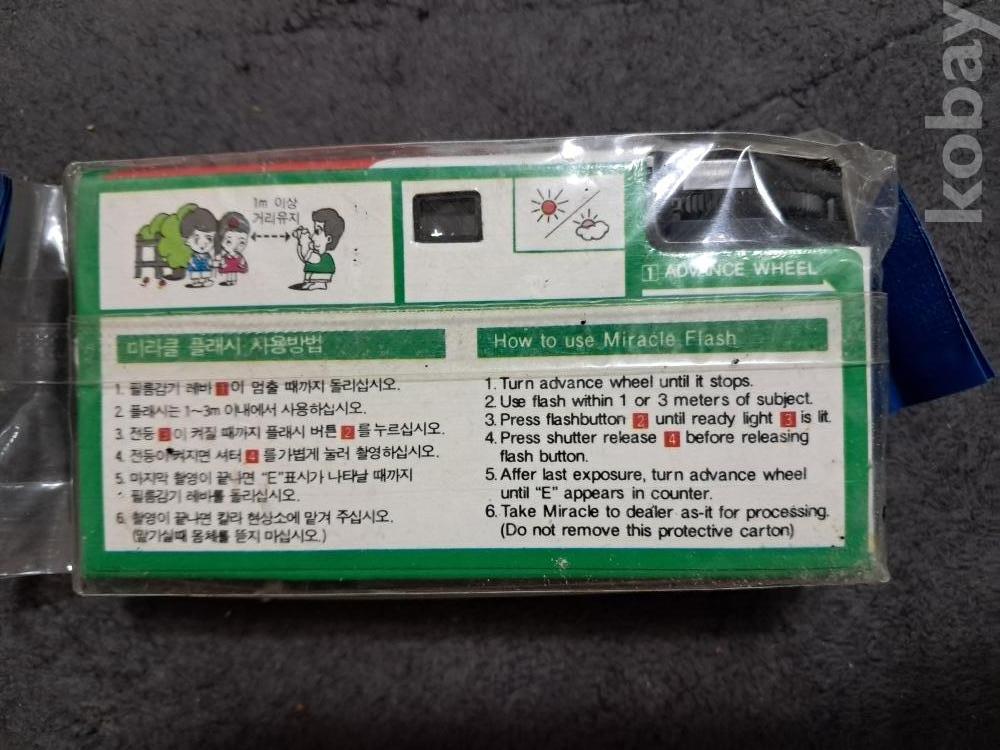 kobay
1m 이상
거리유지
1 ADVANCE WHEEL
미라클 플래시 사용방법
1. 필름감기 레바 1 이 멈출 때까지 돌리십시오.
2. 플래시는 1~3m 이내에서 사용하십시오.
3. 전등 3 이 켜질 때까지 플래시 버튼 2 를 누르십시오.
4. 전등이 켜지면 셔터 4 를 가볍게 눌러 촬영하십시오.
5. 마지막 촬영이 끝나면 "E"표시가 나타날 때까지
필름감기 레바를 돌리십시오.
6. 촬영이 끝나면 칼라 현상소에 맡겨 주십시오.
(맡기실때 몸체를 뜯지 마십시오.)
How to use Miracle Flash
1. Turn advance wheel until it stops.
2. Use flash within 1 or 3 meters of subject.
3. Press flashbutton 2 until ready light 3 is lit.
4. Press shutter release 4 before releasing
flash button.
5. After last exposure, turn advance wheel
until "E" appears in counter.
6. Take Miracle to dealer as-it for processing.
(Do not remove this protective carton)